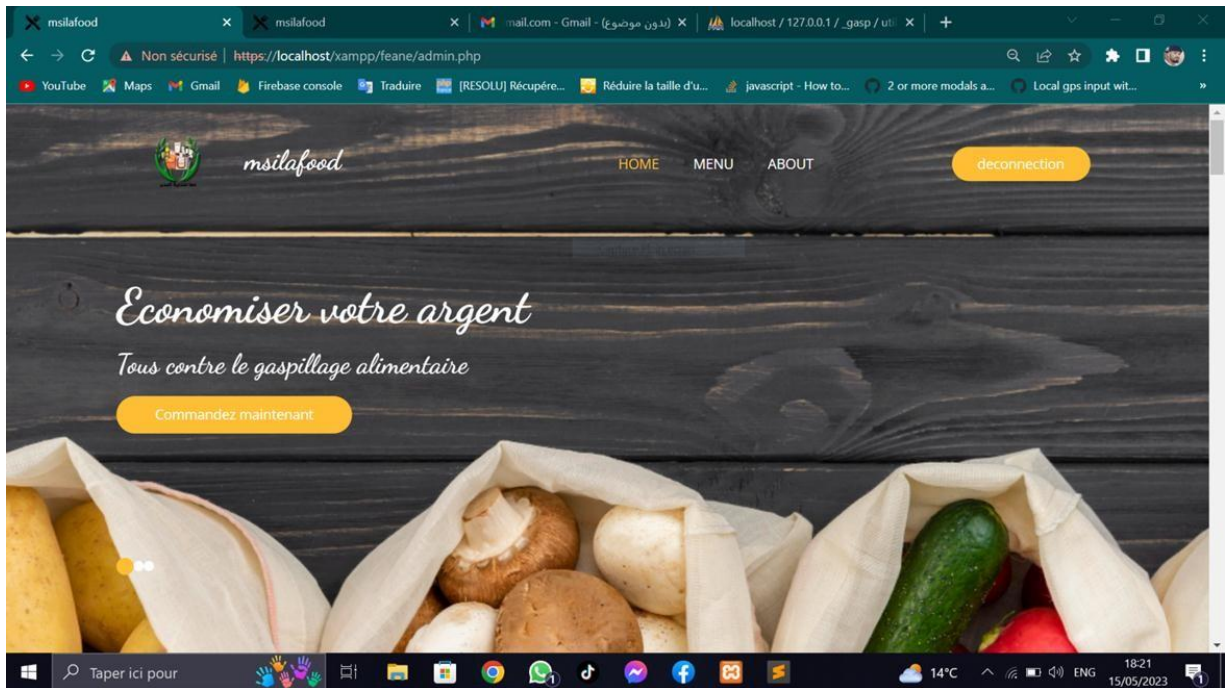 msilafood
msilafood
mail.com - Gmail - (بدون موضوع)
localhost / 127.0.0.1 / _gasp / uti
Non sécurisé | https://localhost/xampp/feane/admin.php
YouTube Maps Gmail Firebase console Traduire [RESOLU] Récupére... Réduire la taille d'u... javascript - How to... 2 or more modals a... Local gps input wit... »
msilafood HOME MENU ABOUT deconnection
Economiser votre argent
Tous contre le gaspillage alimentaire
Commandez maintenant
Taper ici pour 14°C ENG 18:21
15/05/2023